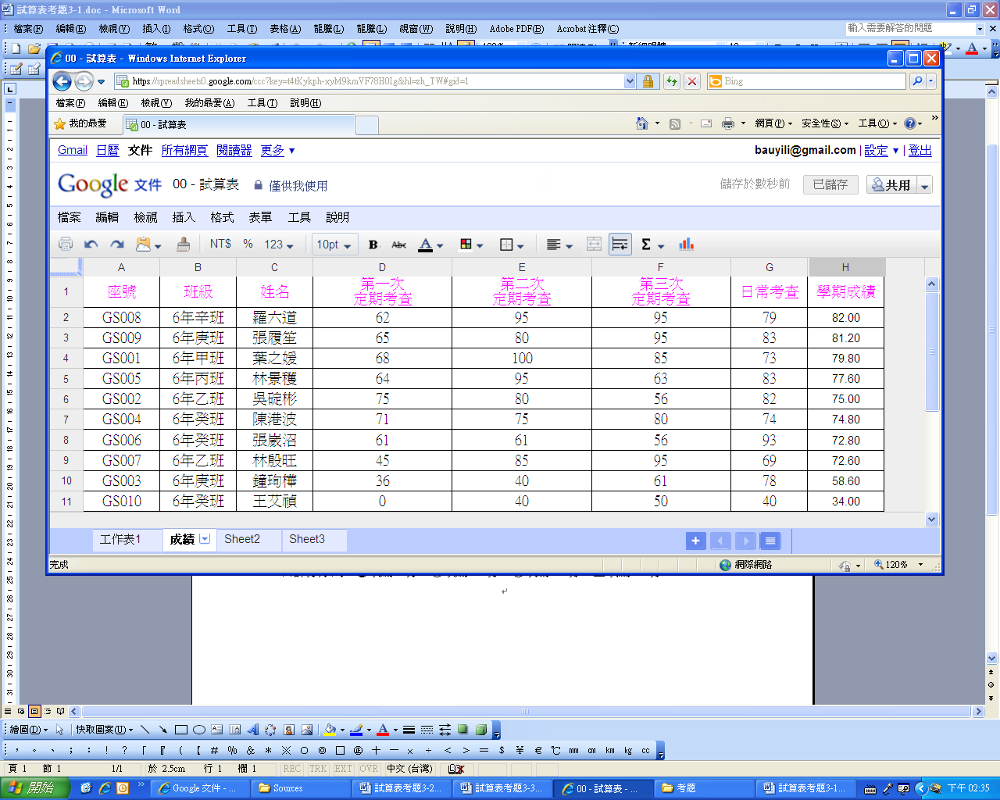 試算表考題3-1.doc - Microsoft Word
檔案(F) 編輯(E) 檢視(V) 插入(I) 格式(O) 工具(T) 表格(A) 龍騰(L) 龍騰(L) 視窗(W) 說明(H) Adobe PDF(B) Acrobat 注釋(C) 輸入需要解答的問題
00 - 試算表 - Windows Internet Explorer
https://spreadsheets0.google.com/ccc?key=t4tKykph-xyM9kmVF78H0Ig&hl=zh_TW#gid=1 Bing
檔案(F) 編輯(E) 檢視(V) 我的最愛(A) 工具(T) 說明(H)
我的最愛 00 - 試算表 網頁(P) 安全性(S) 工具(O)
Gmail 日曆 文件 所有網頁 閱讀器 更多 bauyili@gmail.com | 設定 | 登出
Google 文件 00 - 試算表 僅供我使用 儲存於數秒前 已儲存 共用
檔案 編輯 檢視 插入 格式 表單 工具 說明
NT$ % 123 10pt B Abc A Σ
A B C D E F G H
1 座號 班級 姓名 第一次定期考查 第二次定期考查 第三次定期考查 日常考查 學期成績
2 GS008 6年辛班 羅六道 62 95 95 79 82.00
3 GS009 6年庚班 張履笙 65 80 95 83 81.20
4 GS001 6年甲班 葉之媛 68 100 85 73 79.80
5 GS005 6年丙班 林景穫 64 95 63 83 77.60
6 GS002 6年乙班 吳碇彬 75 80 56 82 75.00
7 GS004 6年癸班 陳港波 71 75 80 74 74.80
8 GS006 6年癸班 張崴沼 61 61 56 93 72.80
9 GS007 6年乙班 林殷旺 45 85 95 69 72.60
10 GS003 6年庚班 鐘珣樺 36 40 61 78 58.60
11 GS010 6年癸班 王艾禎 0 40 50 40 34.00
工作表1 成績 Sheet2 Sheet3
完成 網際網路 120%
繪圖(D) 快取圖案(U)
， 。 、 ； ： ！ ？ 「 『 （ 【 # % & * ※ ○ ◎ □ ＋ － × ÷ ＜ ＞ ＝ $ ¥ € ℃ mm cm km kg cc
頁 1 節 1 1/1 於 2.5cm 行 1 欄 1 REC TRK EXT OVR 中文 (台灣)
開始 Google 文件 - ... Sources 試算表考題3-2... 試算表考題3-3... 00 - 試算表 - ... 考題 試算表考題3-1... 下午 02:35